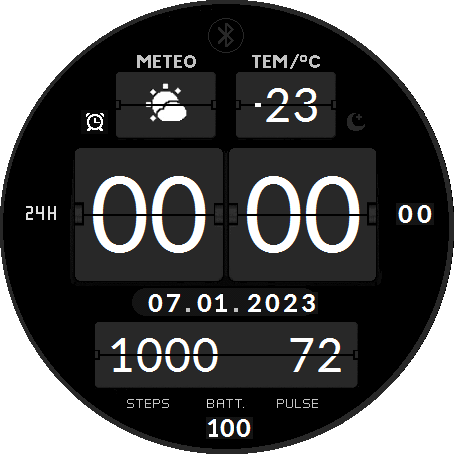 METEO TEM/°C
-23
24H 00 00 00
07.01.2023
1000 72
STEPS BATT. PULSE
100